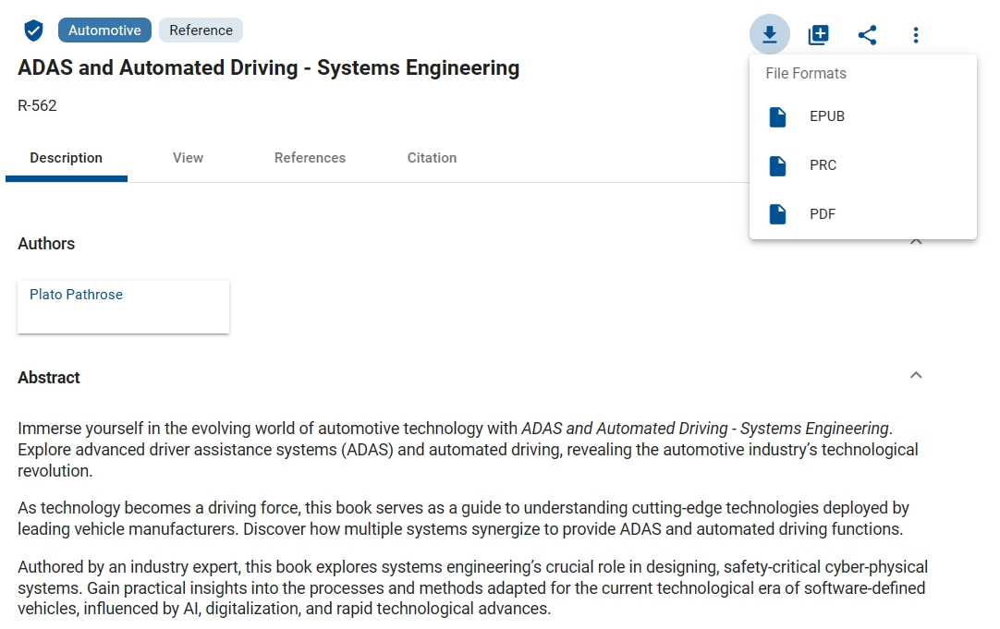 Automotive Reference
ADAS and Automated Driving - Systems Engineering
R-562
File Formats
EPUB
PRC
PDF
Description View References Citation
Authors
Plato Pathrose
Abstract
Immerse yourself in the evolving world of automotive technology with ADAS and Automated Driving - Systems Engineering.
Explore advanced driver assistance systems (ADAS) and automated driving, revealing the automotive industry’s technological
revolution.
As technology becomes a driving force, this book serves as a guide to understanding cutting-edge technologies deployed by
leading vehicle manufacturers. Discover how multiple systems synergize to provide ADAS and automated driving functions.
Authored by an industry expert, this book explores systems engineering’s crucial role in designing, safety-critical cyber-physical
systems. Gain practical insights into the processes and methods adapted for the current technological era of software-defined
vehicles, influenced by AI, digitalization, and rapid technological advances.